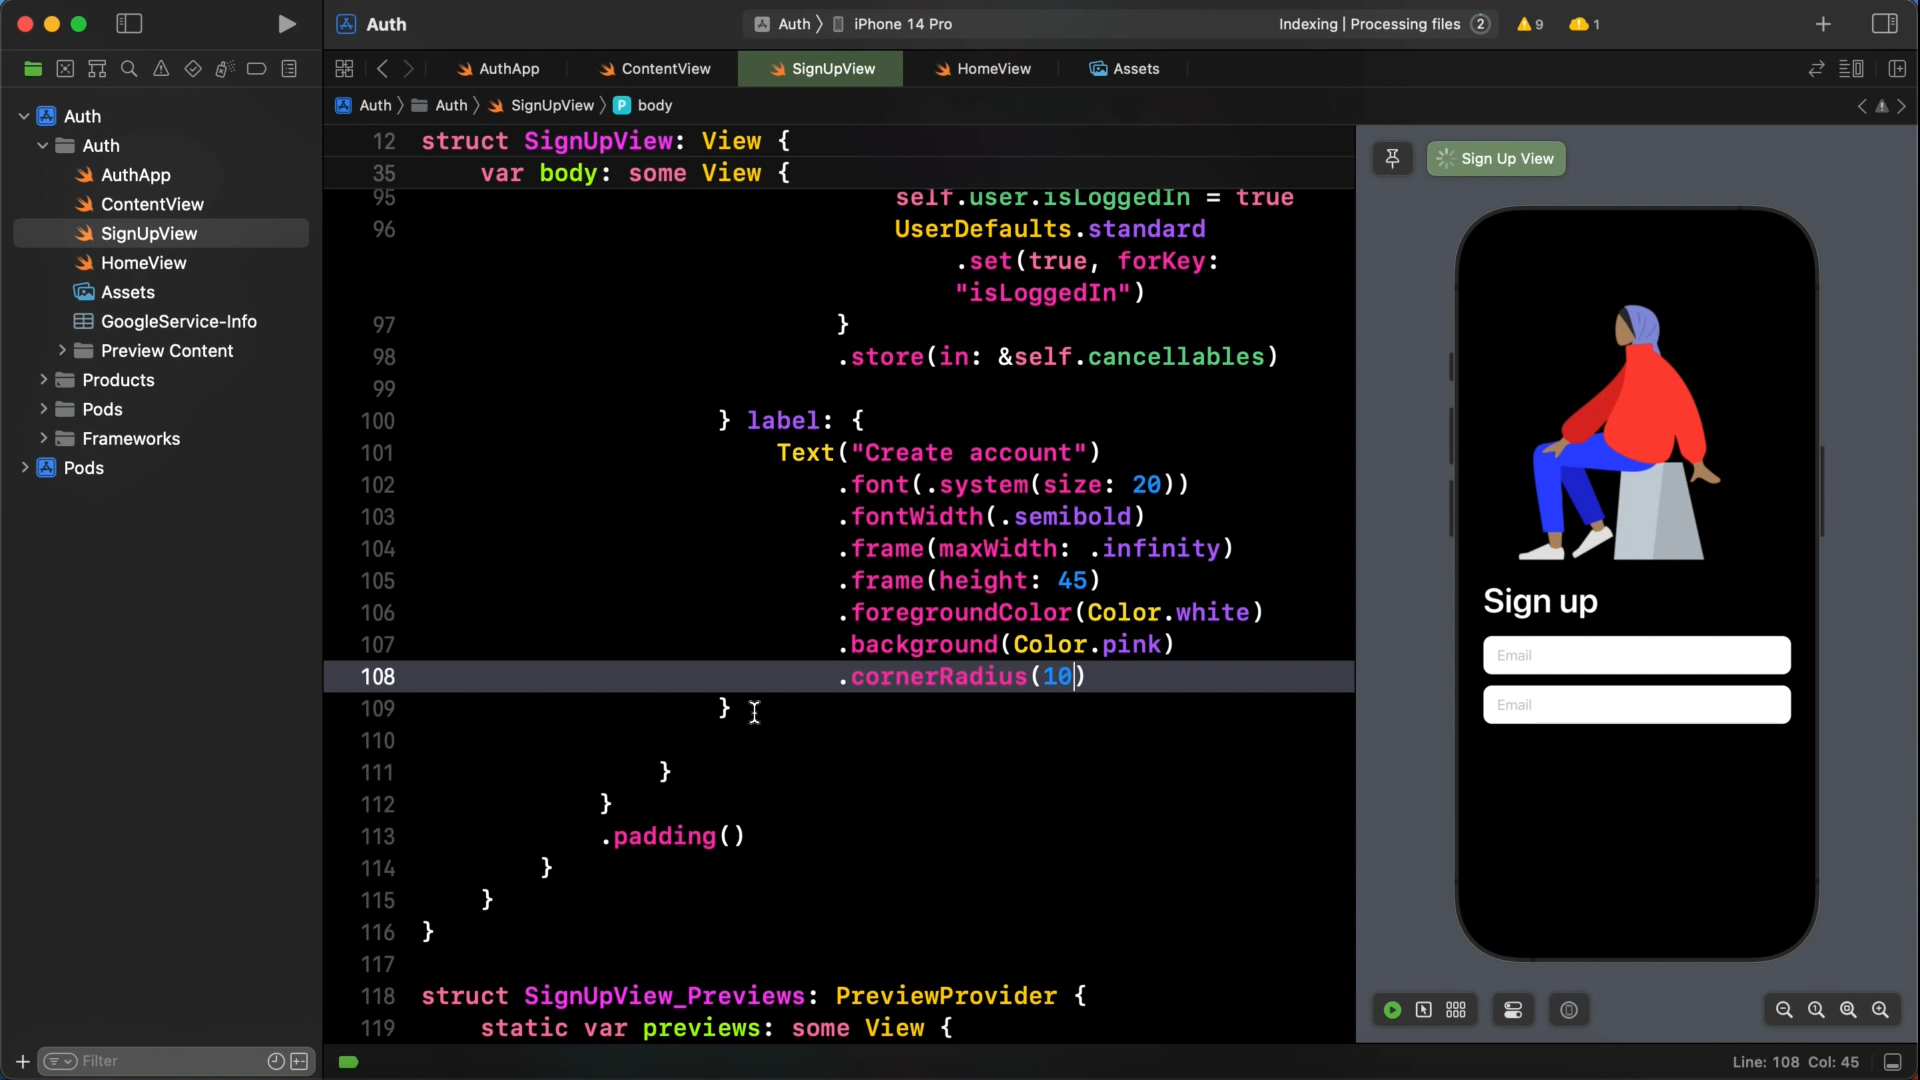 Auth
Auth 〉 iPhone 14 Pro
Indexing | Processing files 2
9
1
AuthApp
ContentView
SignUpView
HomeView
Assets
Auth 〉 Auth 〉 SignUpView 〉 P body
Auth
Auth
AuthApp
ContentView
SignUpView
HomeView
Assets
GoogleService-Info
Preview Content
Products
Pods
Frameworks
Pods
Filter
12 struct SignUpView: View {
35 var body: some View {
95 self.user.isLoggedIn = true
96 UserDefaults.standard
.set(true, forKey:
"isLoggedIn")
97 }
98 .store(in: &self.cancellables)
99
100 } label: {
101 Text("Create account")
102 .font(.system(size: 20))
103 .fontWidth(.semibold)
104 .frame(maxWidth: .infinity)
105 .frame(height: 45)
106 .foregroundColor(Color.white)
107 .background(Color.pink)
108 .cornerRadius(10)
109 }
110
111 }
112 }
113 .padding()
114 }
115 }
116 }
117
118 struct SignUpView_Previews: PreviewProvider {
119 static var previews: some View {
Sign Up View
Sign up
Email
Email
Line: 108 Col: 45